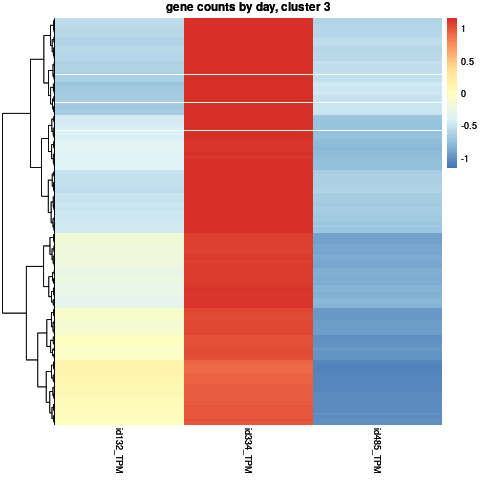 gene counts by day, cluster 3
1
0.5
0
-0.5
-1
id132_TPM
id334_TPM
id485_TPM